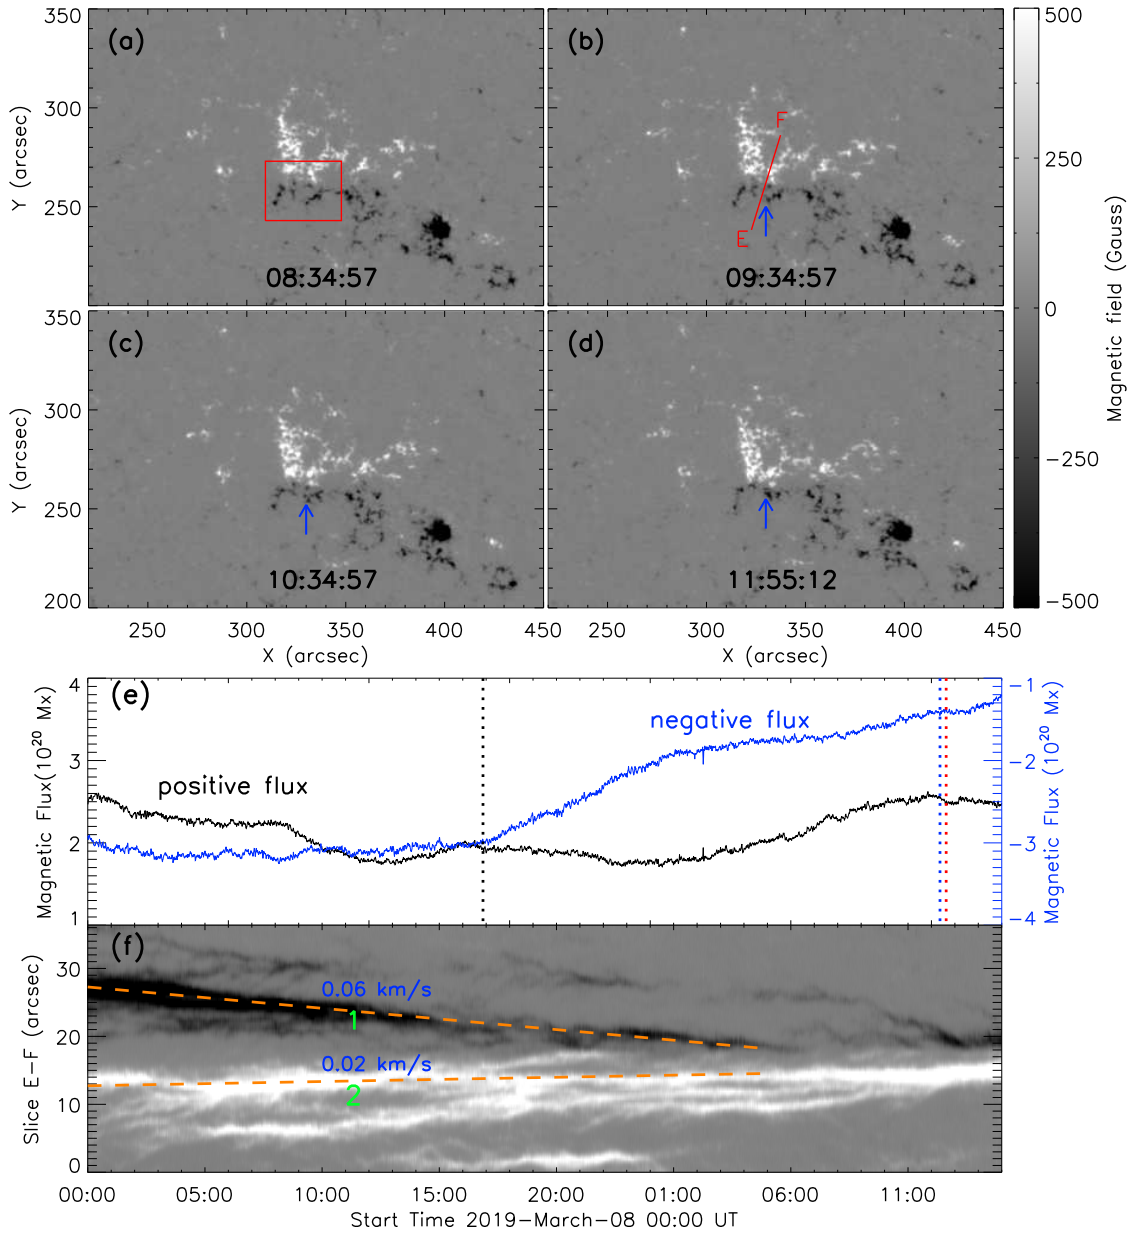 350
300
250
Y (arcsec)
(a)
08:34:57
(b)
F
E
09:34:57
500
250
0
−250
−500
Magnetic field (Gauss)
350
300
250
200
Y (arcsec)
(c)
10:34:57
(d)
11:55:12
250 300 350 400 450
X (arcsec)
250 300 350 400 450
X (arcsec)
4
3
2
1
Magnetic Flux(10^20 Mx)
(e)
positive flux
negative flux
−1
−2
−3
−4
Magnetic Flux (10^20 Mx)
30
20
10
0
Slice E−F (arcsec)
(f)
0.06 km/s
1
0.02 km/s
2
00:00 05:00 10:00 15:00 20:00 01:00 06:00 11:00
Start Time 2019−March−08 00:00 UT